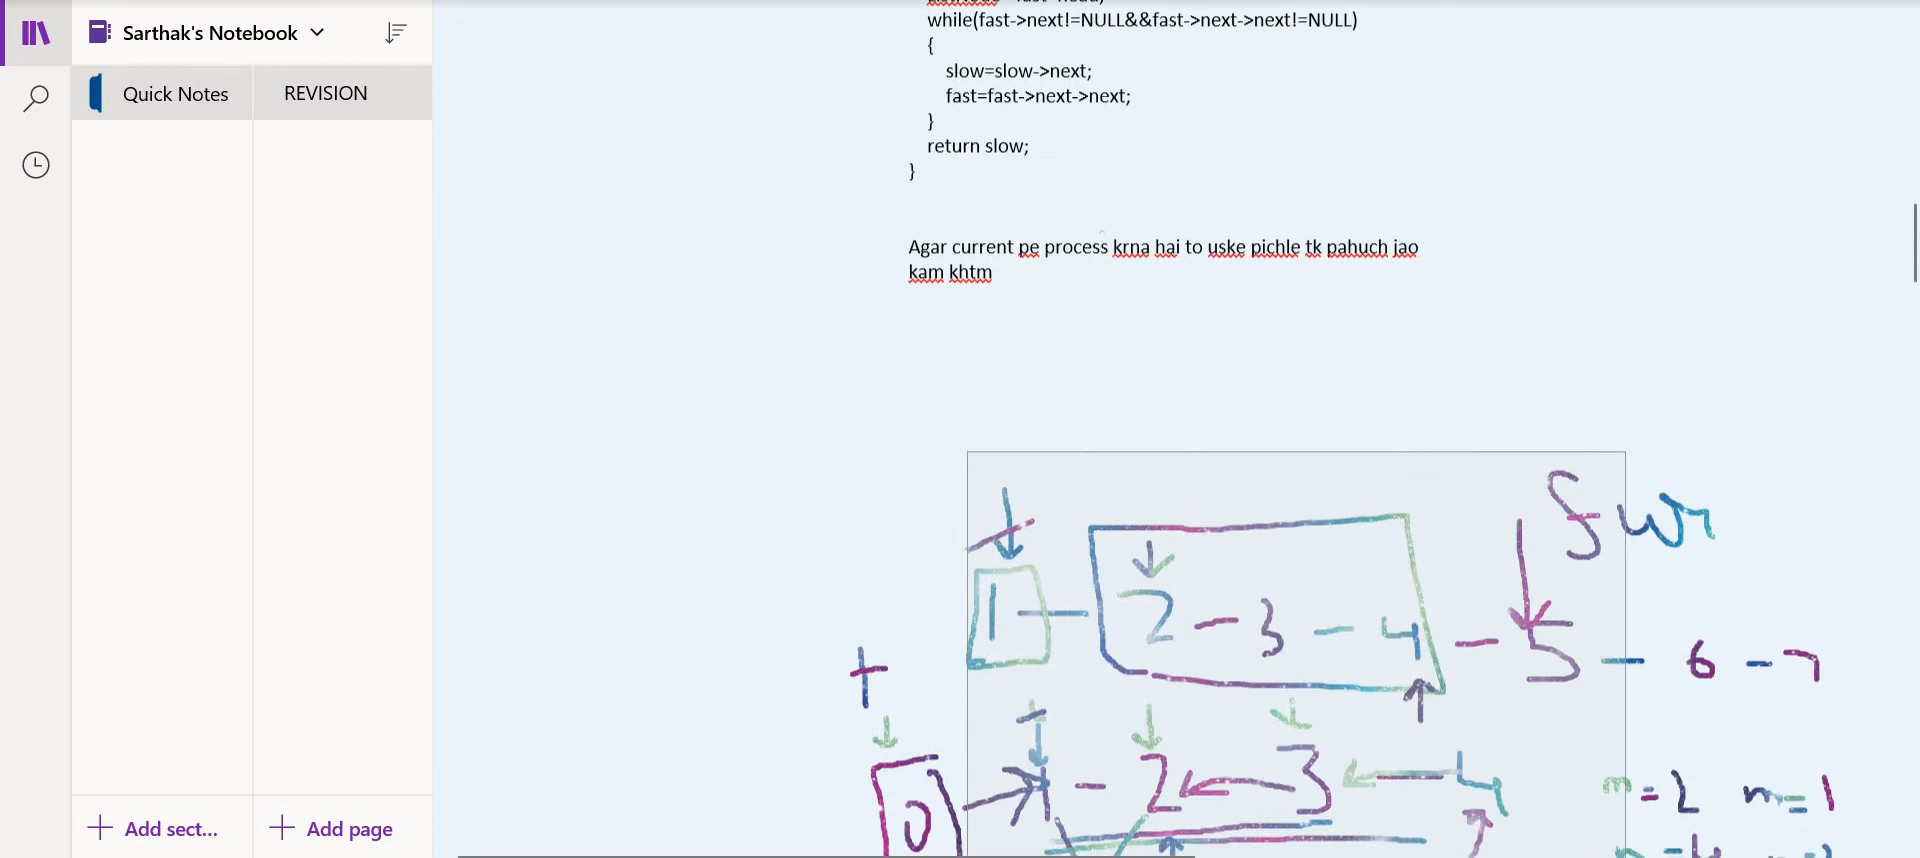 Sarthak's Notebook
Quick Notes
REVISION
while(fast->next!=NULL&&fast->next->next!=NULL)
{
slow=slow->next;
fast=fast->next->next;
}
return slow;
}
Agar current pe process krna hai to uske pichle tk pahuch jao
kam khtm
1 - 2 - 3 - 4 - 5 - 6 - 7
+
0
1 - 2 3 4
m = 2 m = 1
Add sect...
Add page